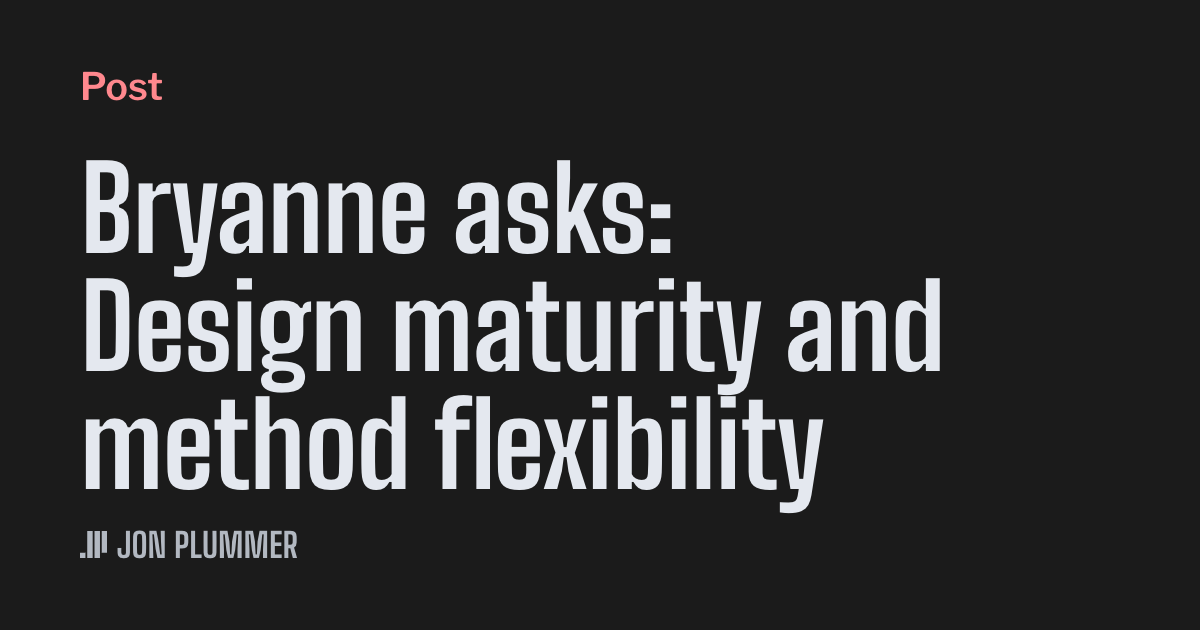 Post
Bryanne asks:
Design maturity and
method flexibility
JON PLUMMER